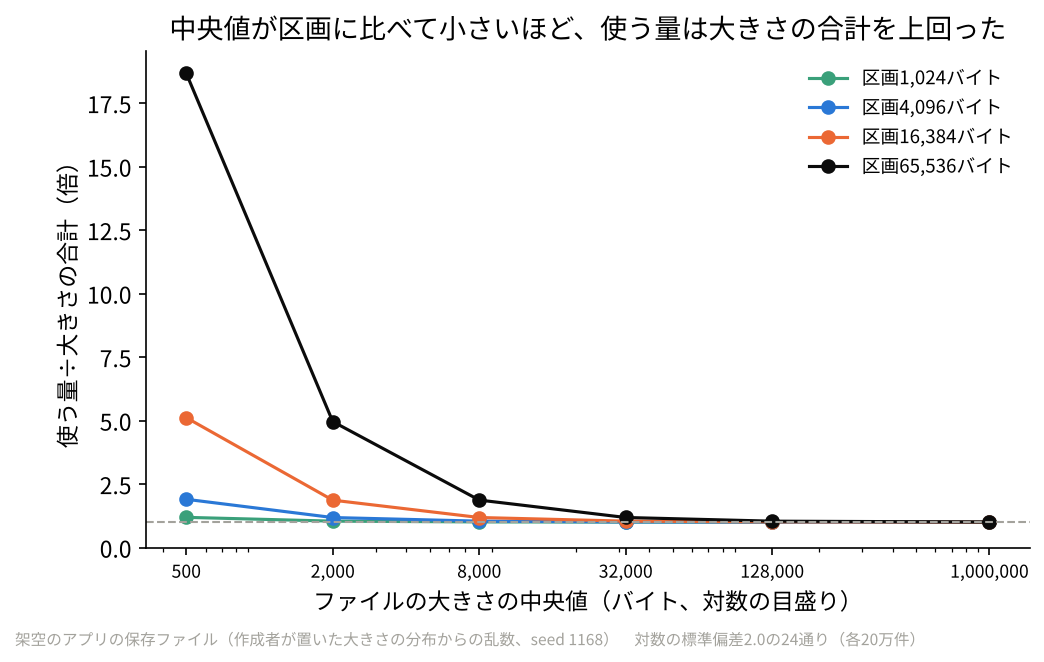 中央値が区画に比べて小さいほど、使う量は大きさの合計を上回った
区画1,024バイト
区画4,096バイト
区画16,384バイト
区画65,536バイト
使う量÷大きさの合計（倍）
17.5
15.0
12.5
10.0
7.5
5.0
2.5
0.0
500
2,000
8,000
32,000
128,000
1,000,000
ファイルの大きさの中央値（バイト、対数の目盛り）
架空のアプリの保存ファイル（作成者が置いた大きさの分布からの乱数、seed 1168） 対数の標準偏差2.0の24通り（各20万件）